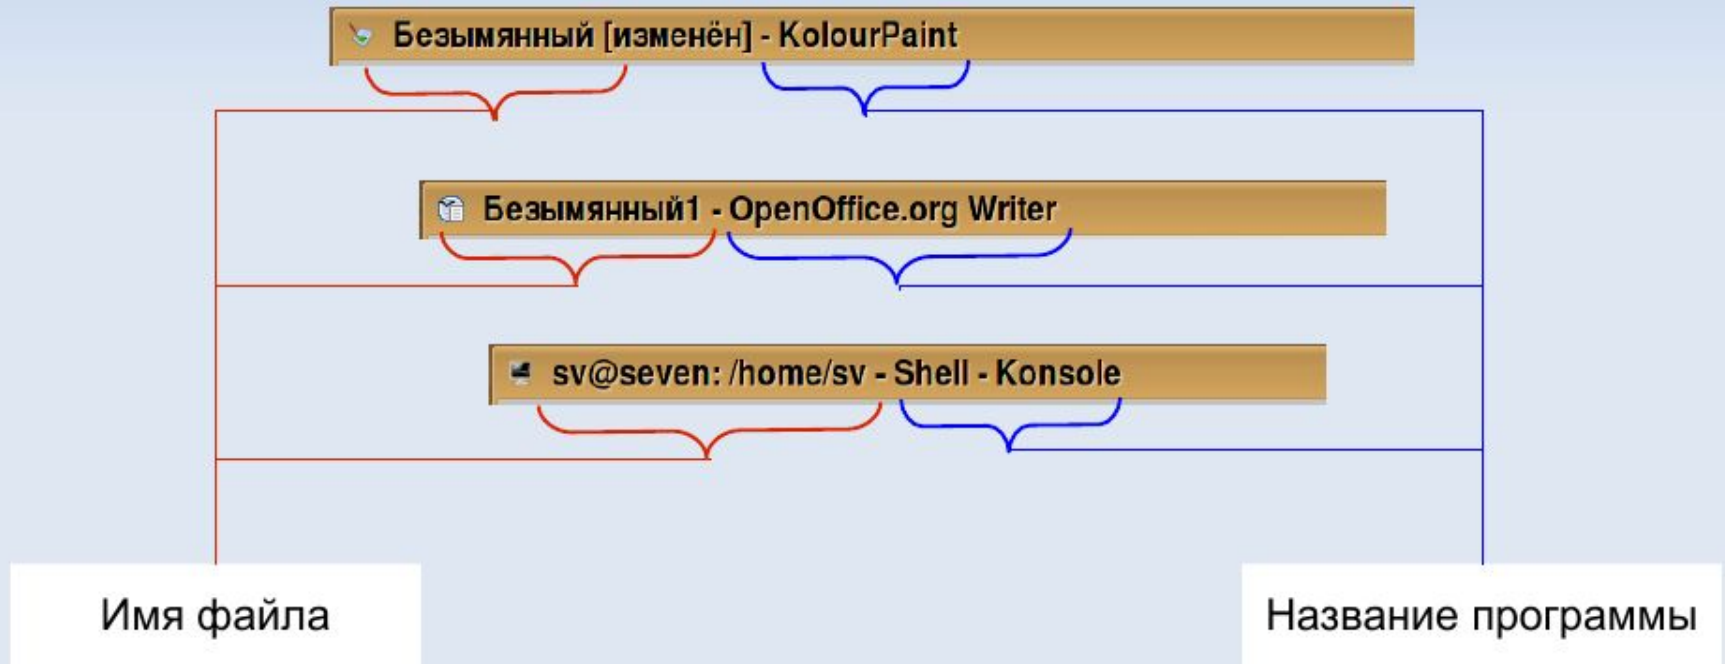 Безымянный [изменён] - KolourPaint
Безымянный1 - OpenOffice.org Writer
sv@seven: /home/sv - Shell - Konsole
Имя файла
Название программы